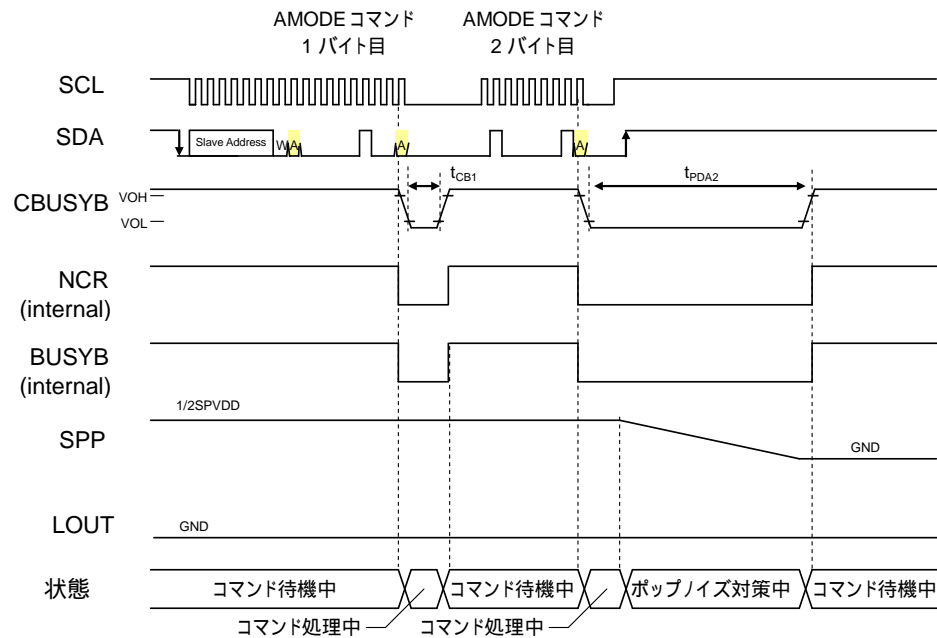 AMODE コマンド
1 バイト目
AMODE コマンド
2 バイト目
SCL
SDA
Slave Address
W
A
A
A
tCB1
tPDA2
CBUSYB
VOH
VOL
NCR
(internal)
BUSYB
(internal)
1/2SPVDD
SPP
GND
LOUT
GND
状態
コマンド待機中
コマンド待機中
ポップノイズ対策中
コマンド待機中
コマンド処理中
コマンド処理中